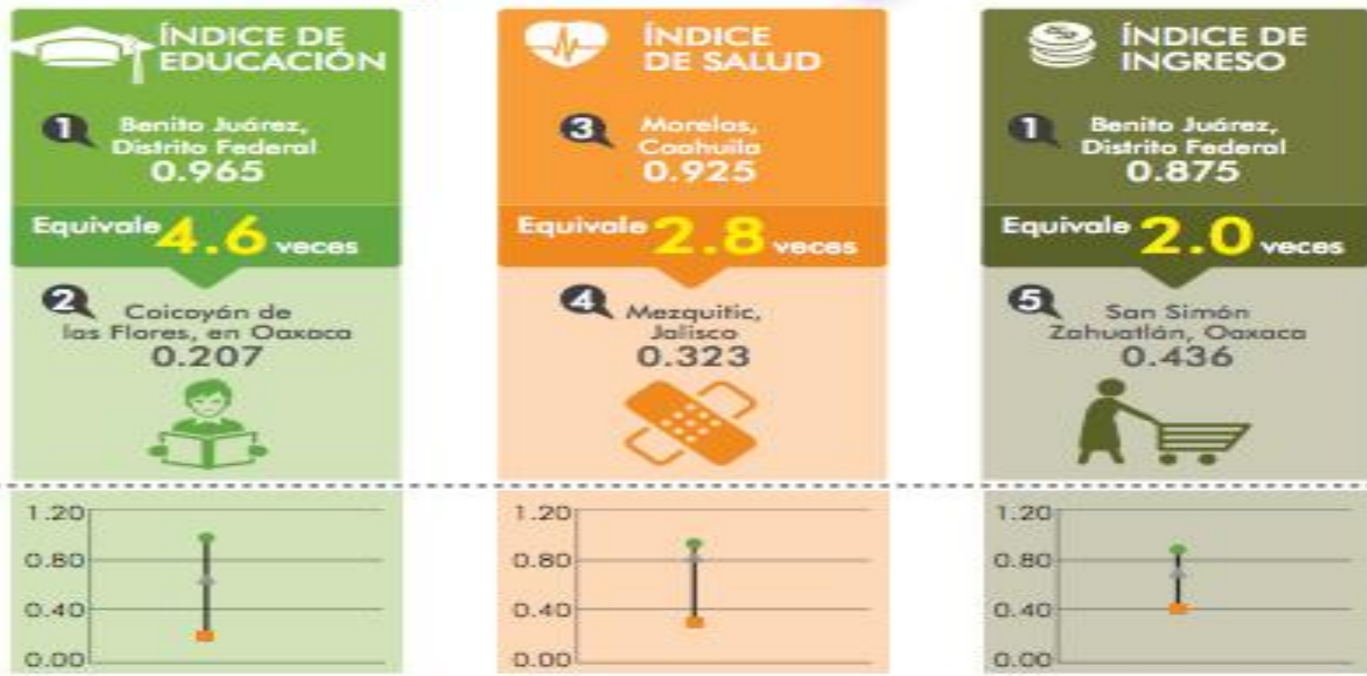 ÍNDICE DE
EDUCACIÓN
1 Benito Juárez,
Distrito Federal
0.965
Equivale 4.6 veces
2 Coicoyán de
las Flores, en Oaxaca
0.207
1.20
0.80
0.40
0.00
ÍNDICE
DE SALUD
3 Morelos,
Coahuila
0.925
Equivale 2.8 veces
4 Mezquitic,
Jalisco
0.323
1.20
0.80
0.40
0.00
ÍNDICE DE
INGRESO
1 Benito Juárez,
Distrito Federal
0.875
Equivale 2.0 veces
5 San Simón
Zahuatlán, Oaxaca
0.436
1.20
0.80
0.40
0.00